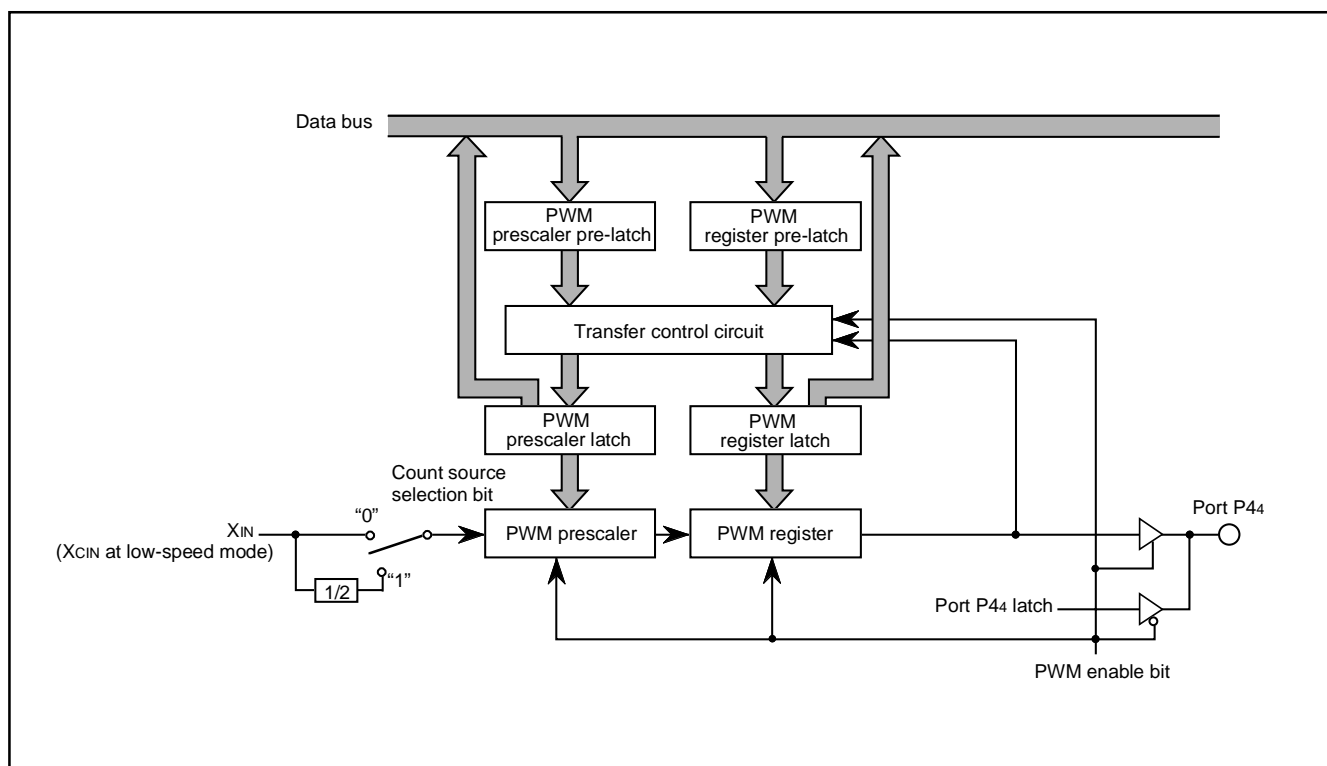 Data bus
PWM
prescaler pre-latch
PWM
register pre-latch
Transfer control circuit
PWM
prescaler latch
PWM
register latch
Count source
selection bit
XIN
(XCIN at low-speed mode)
“0”
“1”
1/2
PWM prescaler
PWM register
Port P44
Port P44 latch
PWM enable bit